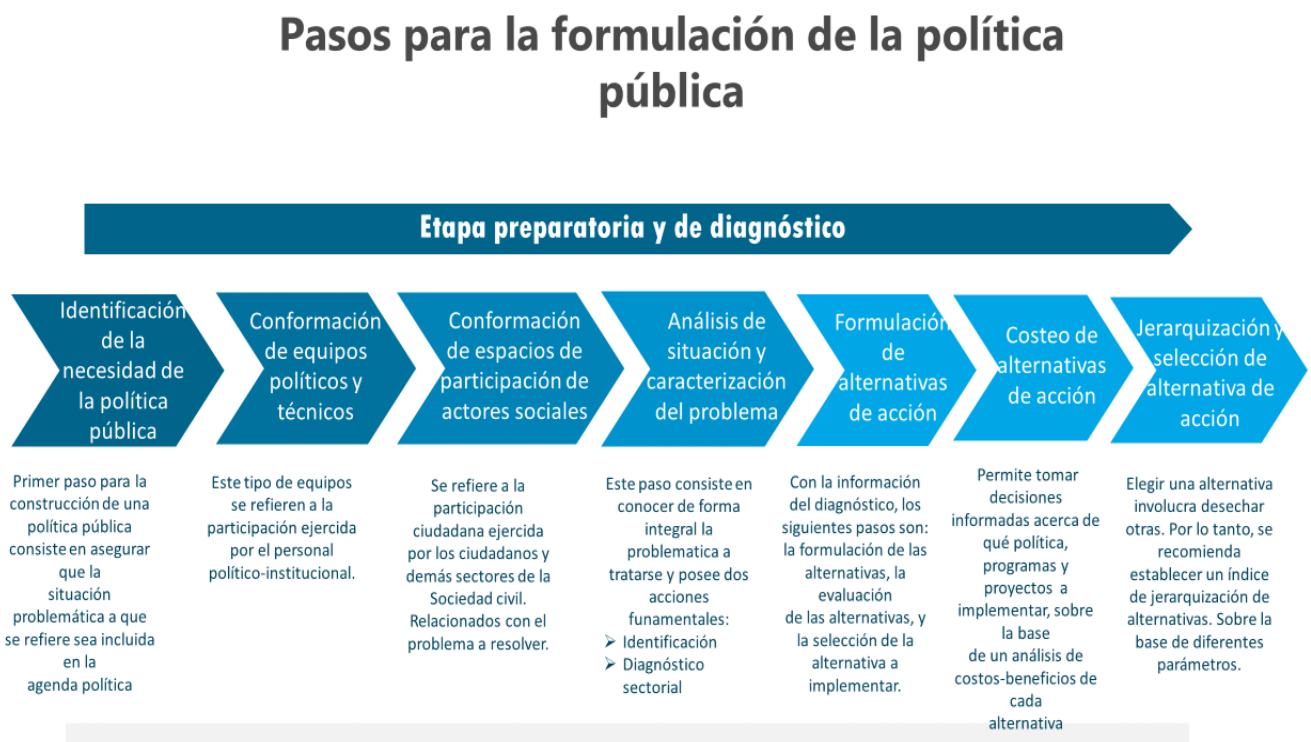 Pasos para la formulación de la política
pública
Etapa preparatoria y de diagnóstico
Identificación
de la
necesidad de
la política
pública
Conformación
de equipos
políticos y
técnicos
Conformación
de espacios de
participación de
actores sociales
Análisis de
situación y
caracterización
del problema
Formulación
de
alternativas
de acción
Costeo de
alternativas
de acción
Jerarquización y
selección de
alternativa de
acción
Primer paso para la
construcción de una
política pública
consiste en asegurar
que la
situación
problemática a que
se refiere sea incluida
en la
agenda política
Este tipo de equipos
se refieren a la
participación ejercida
por el personal
político-institucional.
Se refiere a la
participación
ciudadana ejercida
por los ciudadanos y
demás sectores de la
Sociedad civil.
Relacionados con el
problema a resolver.
Este paso consiste en
conocer de forma
integral la
problematica a
tratarse y posee dos
acciones
funamentales:
➢ Identificación
➢ Diagnóstico
sectorial
Con la información
del diagnóstico, los
siguientes pasos son:
la formulación de las
alternativas, la
evaluación
de las alternativas, y
la selección de la
alternativa a
implementar.
Permite tomar
decisiones
informadas acerca de
qué política,
programas y
proyectos a
implementar, sobre
la base
de un análisis de
costos-beneficios de
cada
alternativa
Elegir una alternativa
involucra desechar
otras. Por lo tanto, se
recomienda
establecer un índice
de jerarquización de
alternativas. Sobre la
base de diferentes
parámetros.